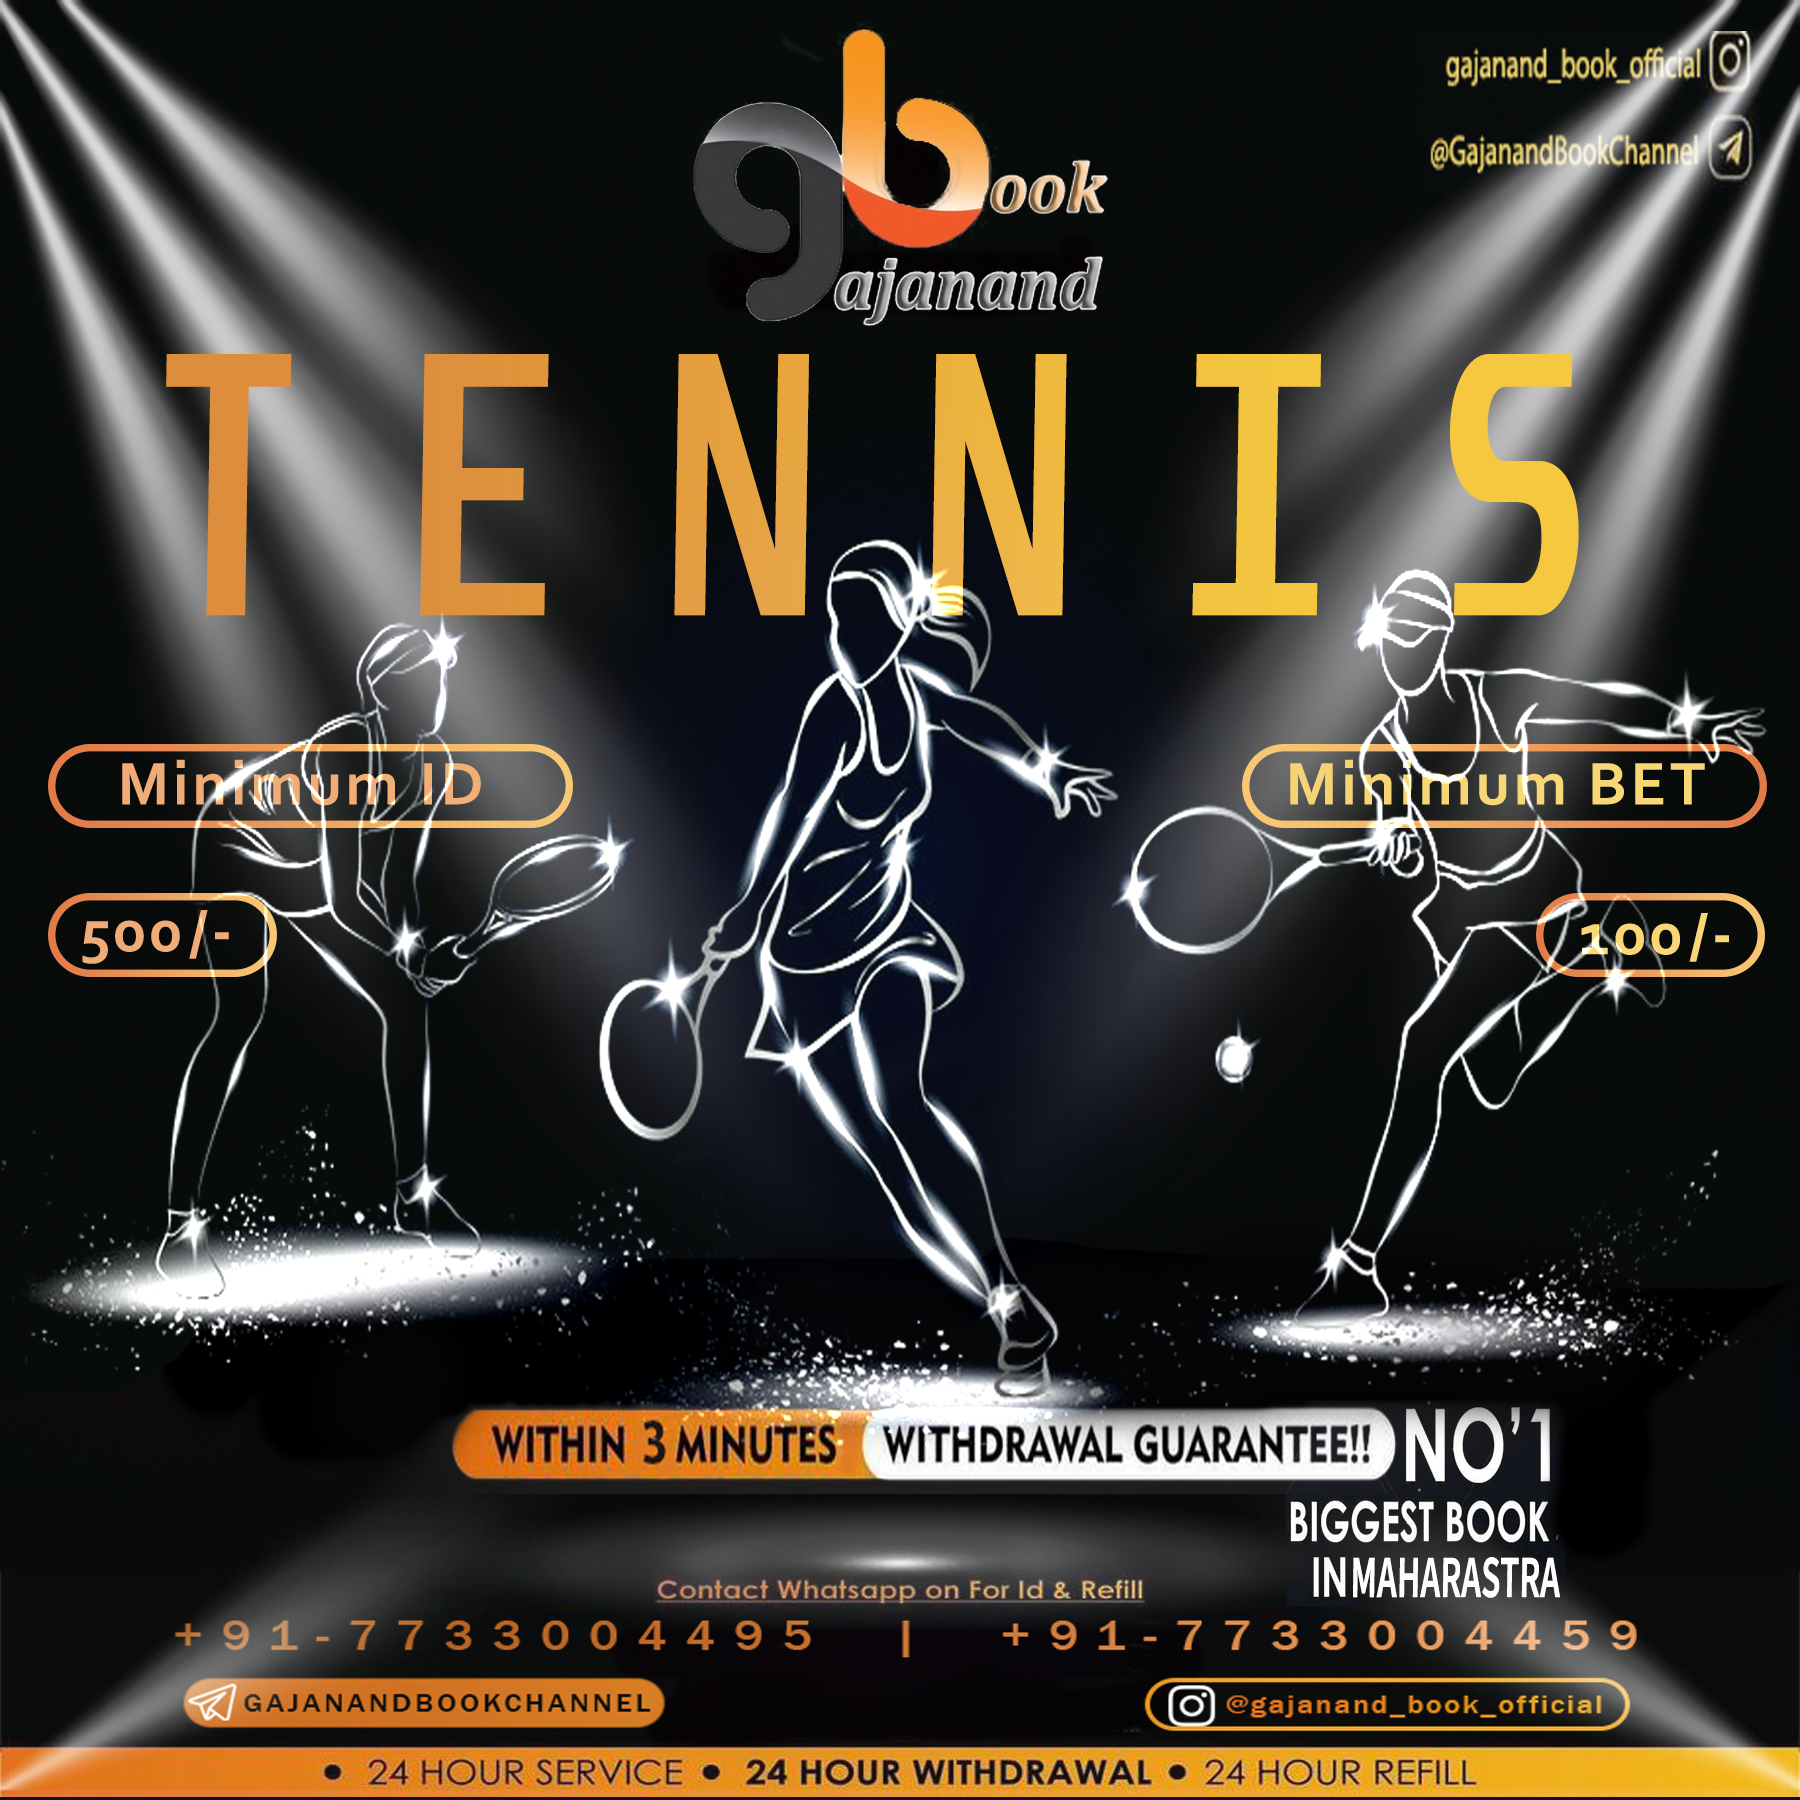 gbook
gajanand
gajanand_book_official
@GajanandBookChannel
TENNIS
Minimum ID
500/-
Minimum BET
100/-
WITHIN 3 MINUTES WITHDRAWAL GUARANTEE!!
NO'1
BIGGEST BOOK
IN MAHARASTRA
Contact Whatsapp on For Id & Refill
+91-7733004495 | +91-7733004459
GAJANANDBOOKCHANNEL
@gajanand_book_official
• 24 HOUR SERVICE • 24 HOUR WITHDRAWAL • 24 HOUR REFILL